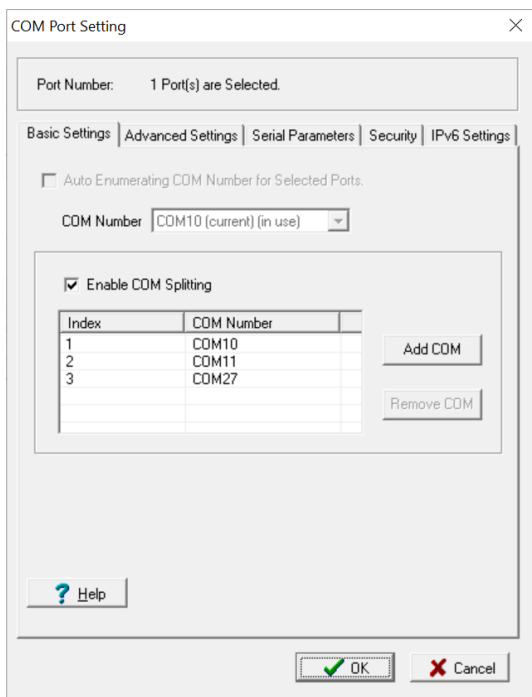 COM Port Setting
Port Number: 1 Port(s) are Selected.
Basic Settings Advanced Settings Serial Parameters Security IPv6 Settings
Auto Enumerating COM Number for Selected Ports.
COM Number COM10 (current) (in use)
Enable COM Splitting
Index COM Number
1 COM10
2 COM11
3 COM27
Add COM
Remove COM
? Help
OK Cancel